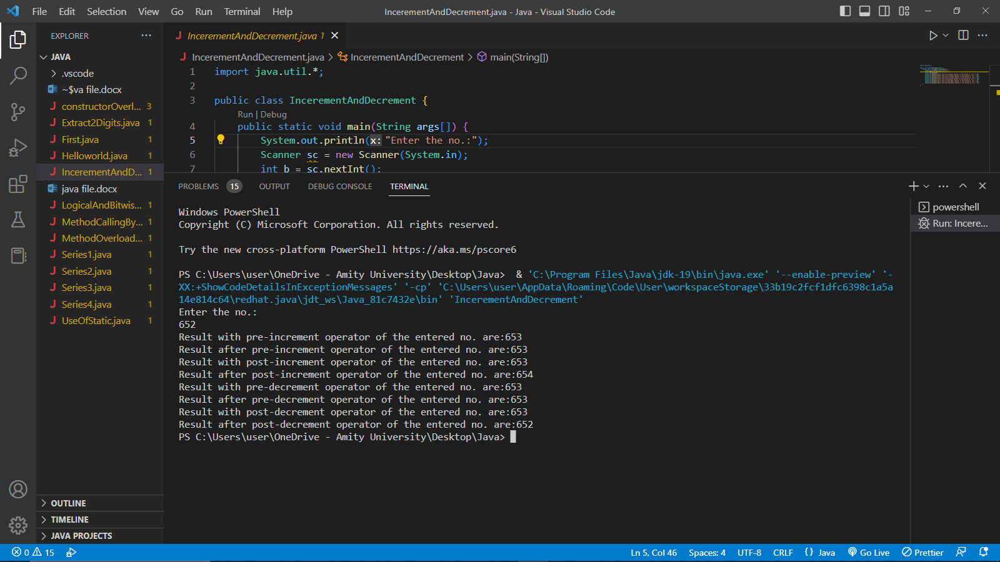 File Edit Selection View Go Run Terminal Help
IncerementAndDecrement.java - Java - Visual Studio Code
EXPLORER
JAVA
.vscode
~$va file.docx
constructorOverl... 3
Extract2Digits.java 1
First.java 1
Helloworld.java 1
IncerementAndD... 1
java file.docx
LogicalAndBitwis... 1
MethodCallingBy... 1
MethodOverload... 1
Series1.java 1
Series2.java 1
Series3.java 1
Series4.java 1
UseOfStatic.java 1
OUTLINE
TIMELINE
JAVA PROJECTS
IncerementAndDecrement.java 1
IncerementAndDecrement.java > IncerementAndDecrement > main(String[])
1 import java.util.*;
2
3 public class IncerementAndDecrement {
Run | Debug
4 public static void main(String args[]) {
5 System.out.println(x: "Enter the no.:");
6 Scanner sc = new Scanner(System.in);
7 int b = sc.nextInt();
PROBLEMS 15 OUTPUT DEBUG CONSOLE TERMINAL
powershell
Run: Incere...
Windows PowerShell
Copyright (C) Microsoft Corporation. All rights reserved.
Try the new cross-platform PowerShell https://aka.ms/pscore6
PS C:\Users\user\OneDrive - Amity University\Desktop\Java>  & 'C:\Program Files\Java\jdk-19\bin\java.exe' '--enable-preview' '-
XX:+ShowCodeDetailsInExceptionMessages' '-cp' 'C:\Users\user\AppData\Roaming\Code\User\workspaceStorage\33b19c2fcf1dfc6398c1a5a
14e814c64\redhat.java\jdt_ws\Java_81c7432e\bin' 'IncerementAndDecrement'
Enter the no.:
652
Result with pre-increment operator of the entered no. are:653
Result after pre-increment operator of the entered no. are:653
Result with post-increment operator of the entered no. are:653
Result after post-increment operator of the entered no. are:654
Result with pre-decrement operator of the entered no. are:653
Result after pre-decrement operator of the entered no. are:653
Result with post-decrement operator of the entered no. are:653
Result after post-decrement operator of the entered no. are:652
PS C:\Users\user\OneDrive - Amity University\Desktop\Java>
0 15
Ln 5, Col 46 Spaces: 4 UTF-8 CRLF {} Java Go Live Prettier